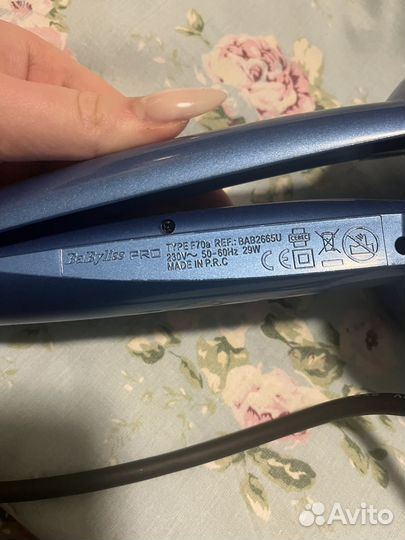 BaByliss PRO
TYPE F70a REF.: BAB2665U
230V~ 50-60Hz 29W
MADE IN P.R.C
CE
Avito